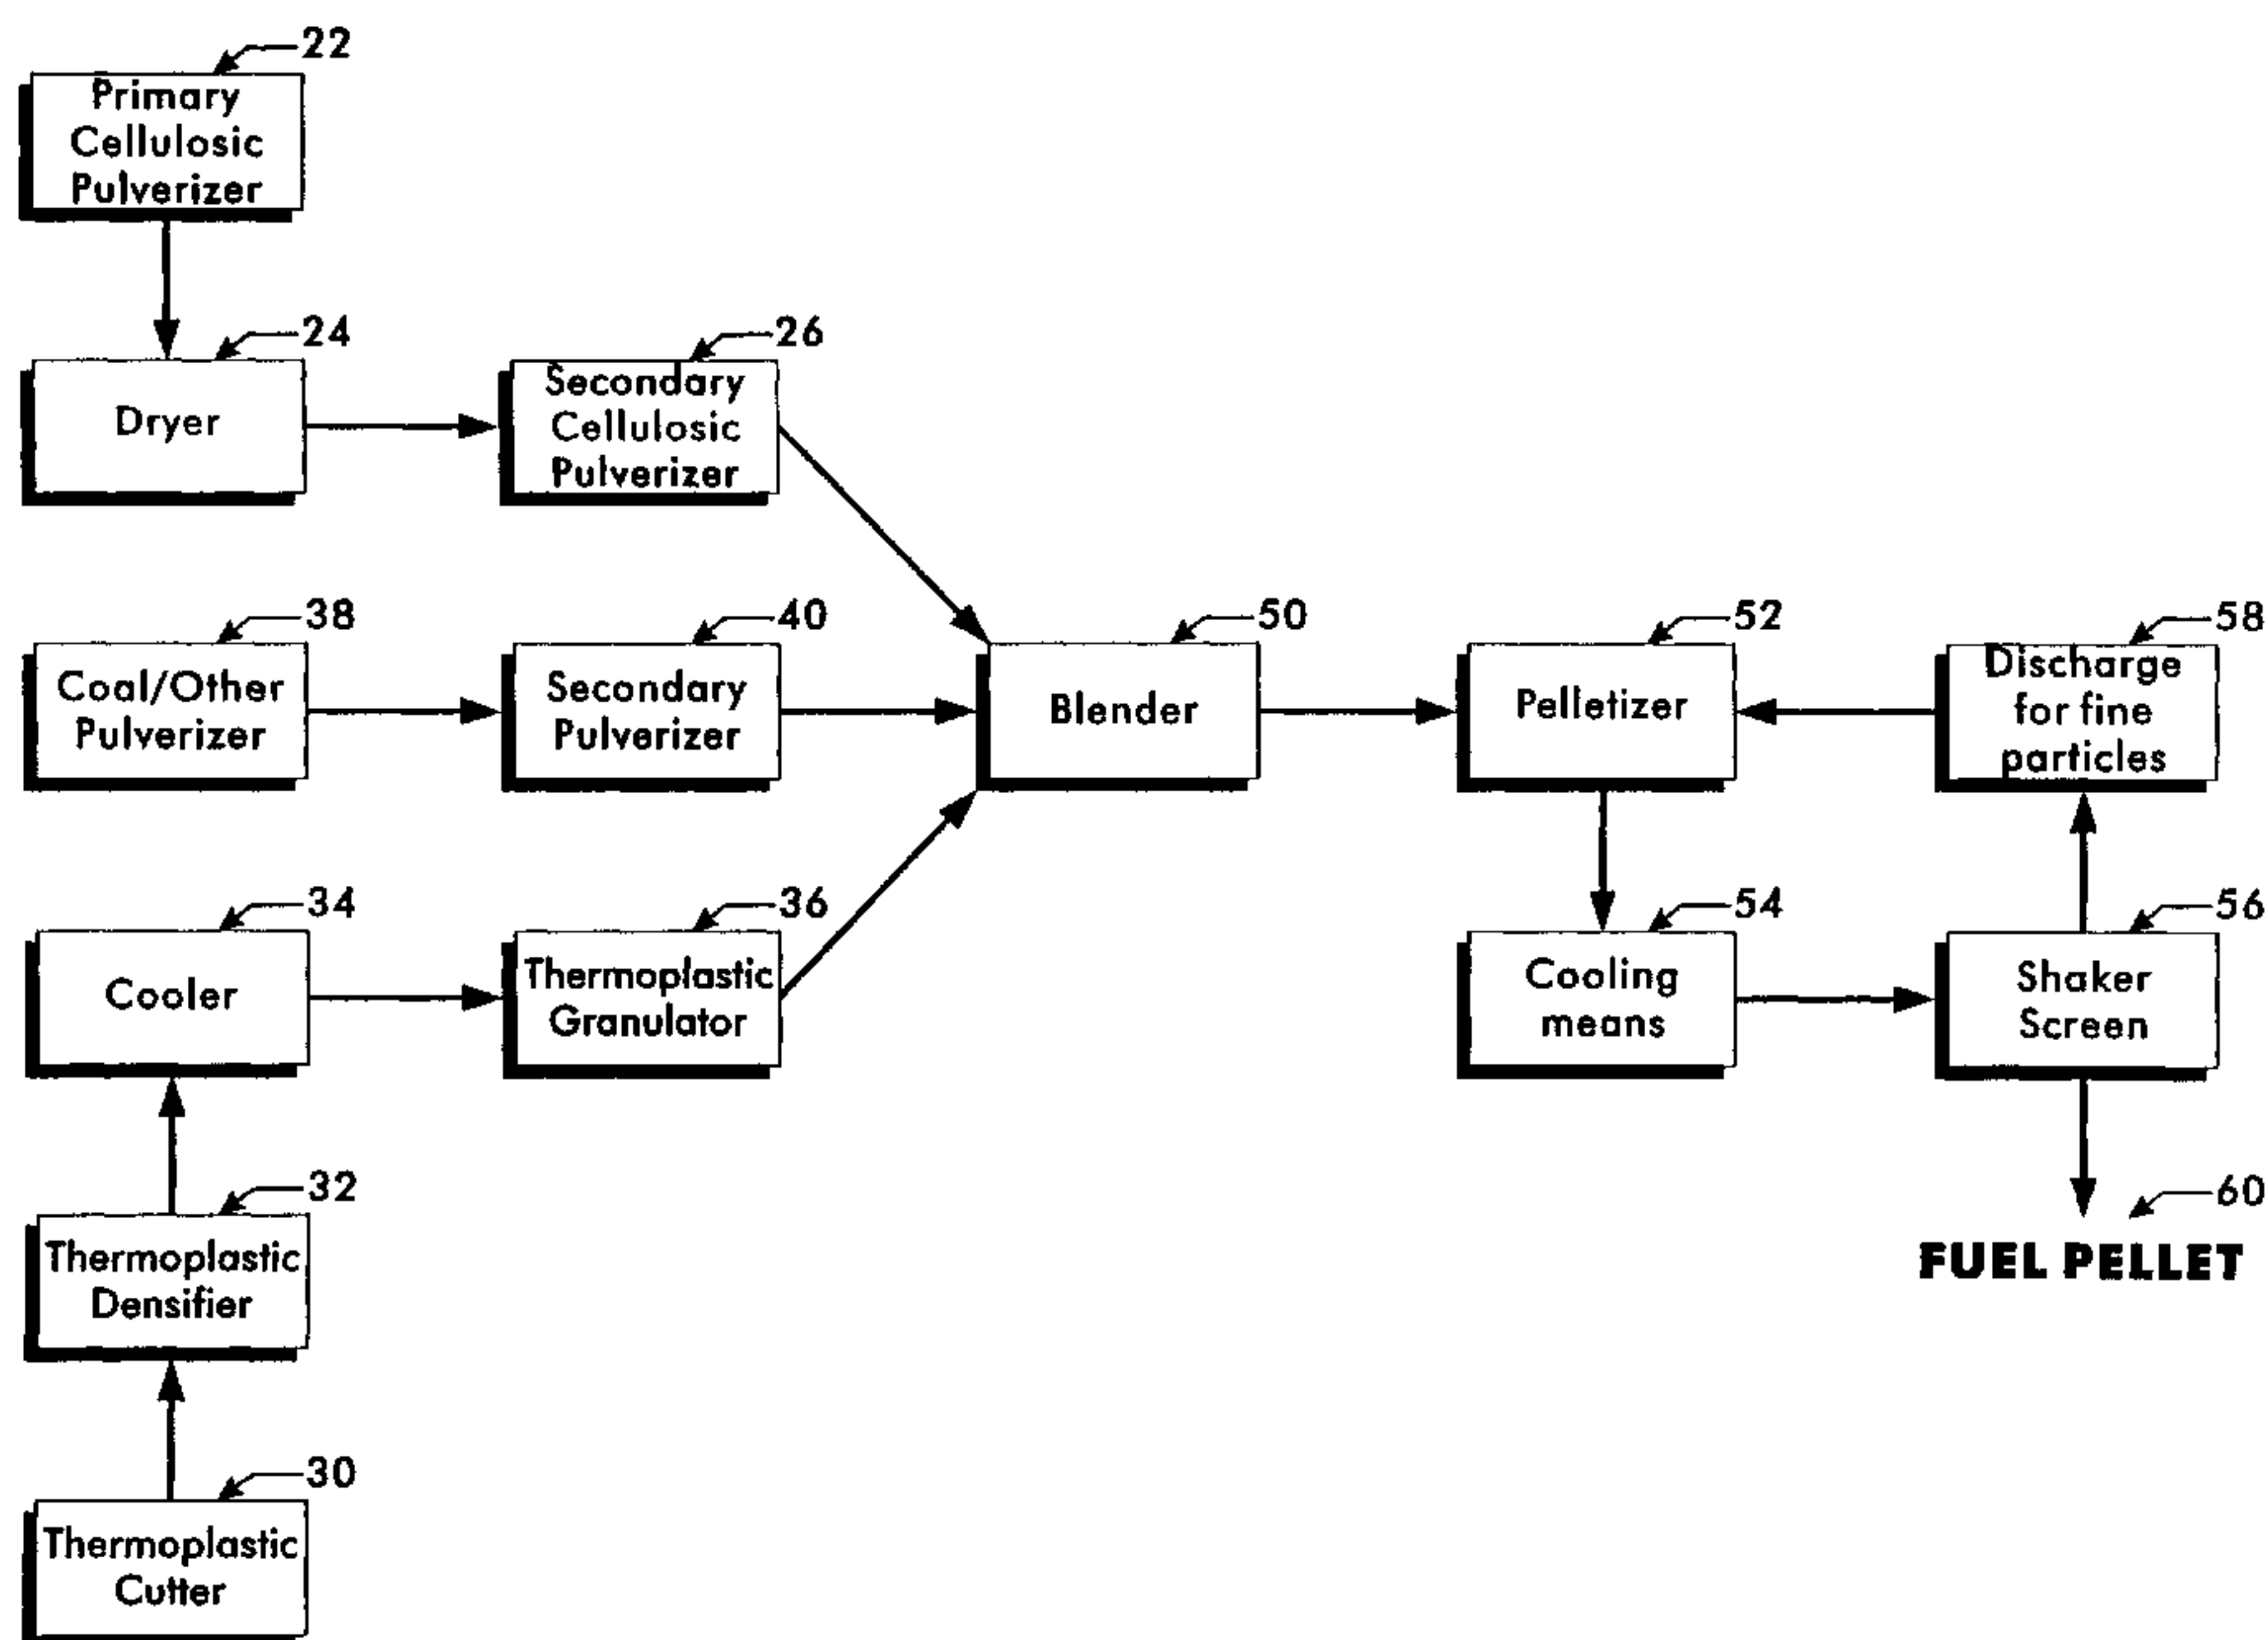 22
Primary
Cellulosic
Pulverizer
24
Dryer
26
Secondary
Cellulosic
Pulverizer
38
Coal/Other
Pulverizer
40
Secondary
Pulverizer
50
Blender
52
Pelletizer
58
Discharge
for fine
particles
34
Cooler
36
Thermoplastic
Granulator
54
Cooling
means
56
Shaker
Screen
32
Thermoplastic
Densifier
60
FUEL PELLET
30
Thermoplastic
Cutter